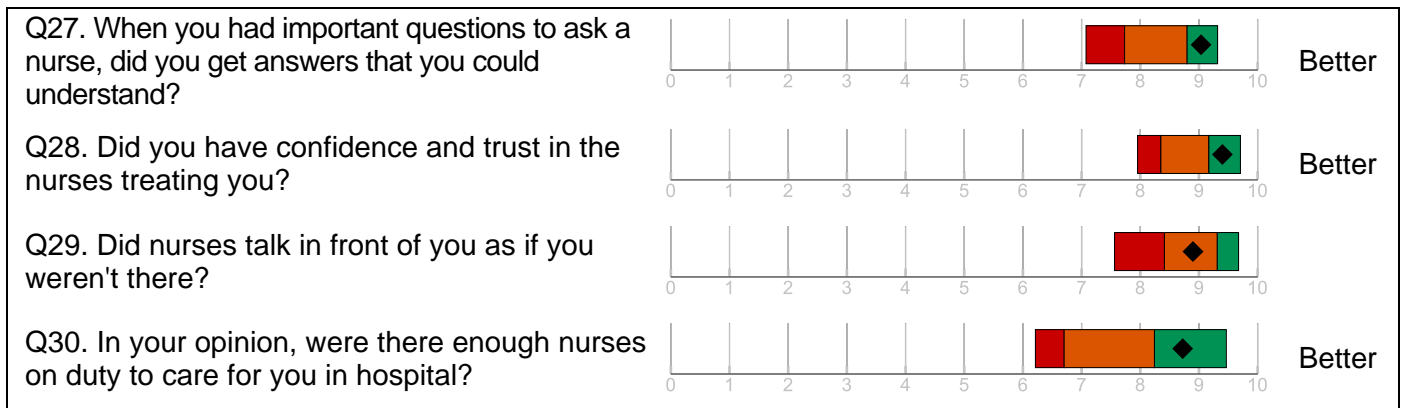 Q27. When you had important questions to ask a
nurse, did you get answers that you could
understand?
0 1 2 3 4 5 6 7 8 9 10
Better
Q28. Did you have confidence and trust in the
nurses treating you?
0 1 2 3 4 5 6 7 8 9 10
Better
Q29. Did nurses talk in front of you as if you
weren't there?
0 1 2 3 4 5 6 7 8 9 10
Q30. In your opinion, were there enough nurses
on duty to care for you in hospital?
0 1 2 3 4 5 6 7 8 9 10
Better